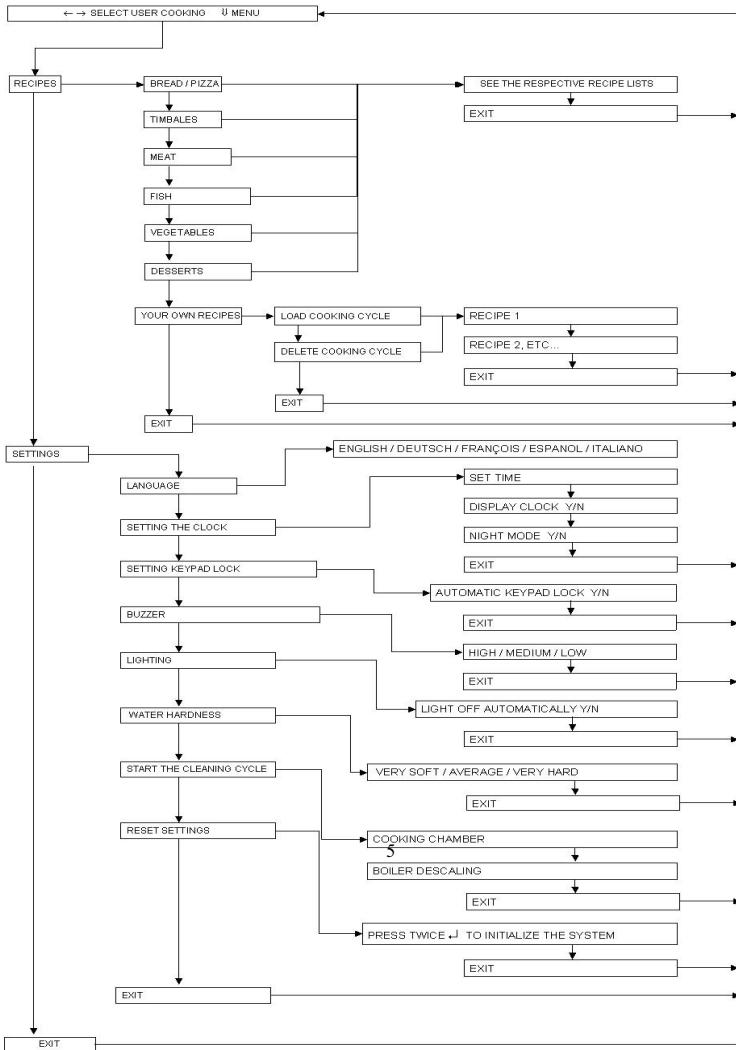 ← → SELECT USER COOKING ⇓ MENU
RECIPES
BREAD / PIZZA
SEE THE RESPECTIVE RECIPE LISTS
EXIT
TIMBALES
MEAT
FISH
VEGETABLES
DESSERTS
YOUR OWN RECIPES
LOAD COOKING CYCLE
RECIPE 1
DELETE COOKING CYCLE
RECIPE 2, ETC...
EXIT
EXIT
EXIT
SETTINGS
ENGLISH / DEUTSCH / FRANÇOIS / ESPANOL / ITALIANO
LANGUAGE
SET TIME
DISPLAY CLOCK Y/N
SETTING THE CLOCK
NIGHT MODE Y/N
EXIT
SETTING KEYPAD LOCK
AUTOMATIC KEYPAD LOCK Y/N
EXIT
BUZZER
HIGH / MEDIUM / LOW
EXIT
LIGHTING
LIGHT OFF AUTOMATICALLY Y/N
EXIT
WATER HARDNESS
VERY SOFT / AVERAGE / VERY HARD
EXIT
START THE CLEANING CYCLE
COOKING CHAMBER
5
BOILER DESCALING
EXIT
RESET SETTINGS
PRESS TWICE ↵ TO INITIALIZE THE SYSTEM
EXIT
EXIT
EXIT